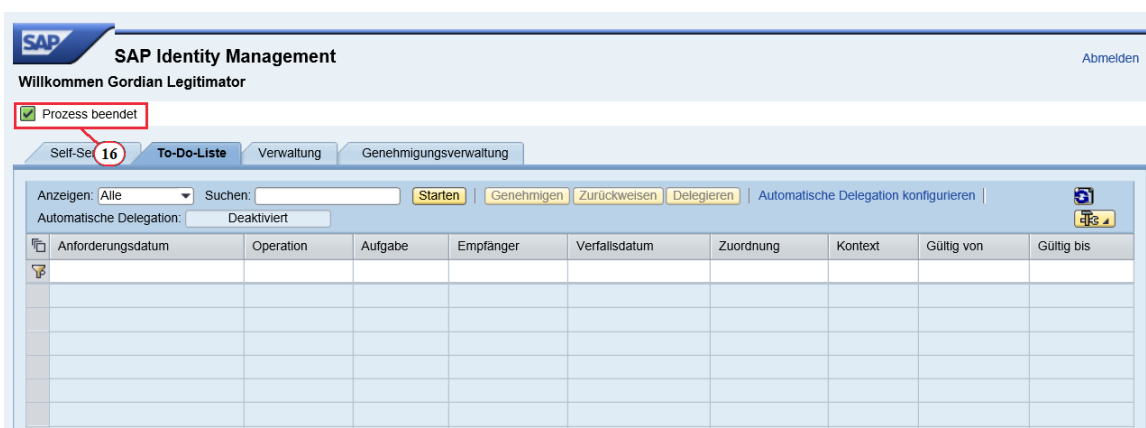 SAP
SAP Identity Management
Abmelden
Willkommen Gordian Legitimator
Prozess beendet
16
To-Do-Liste Verwaltung Genehmigungsverwaltung
Anzeigen: Alle Suchen: Starten Genehmigen Zurückweisen Delegieren Automatische Delegation konfigurieren
Automatische Delegation: Deaktiviert
Anforderungsdatum Operation Aufgabe Empfänger Verfallsdatum Zuordnung Kontext Gültig von Gültig bis